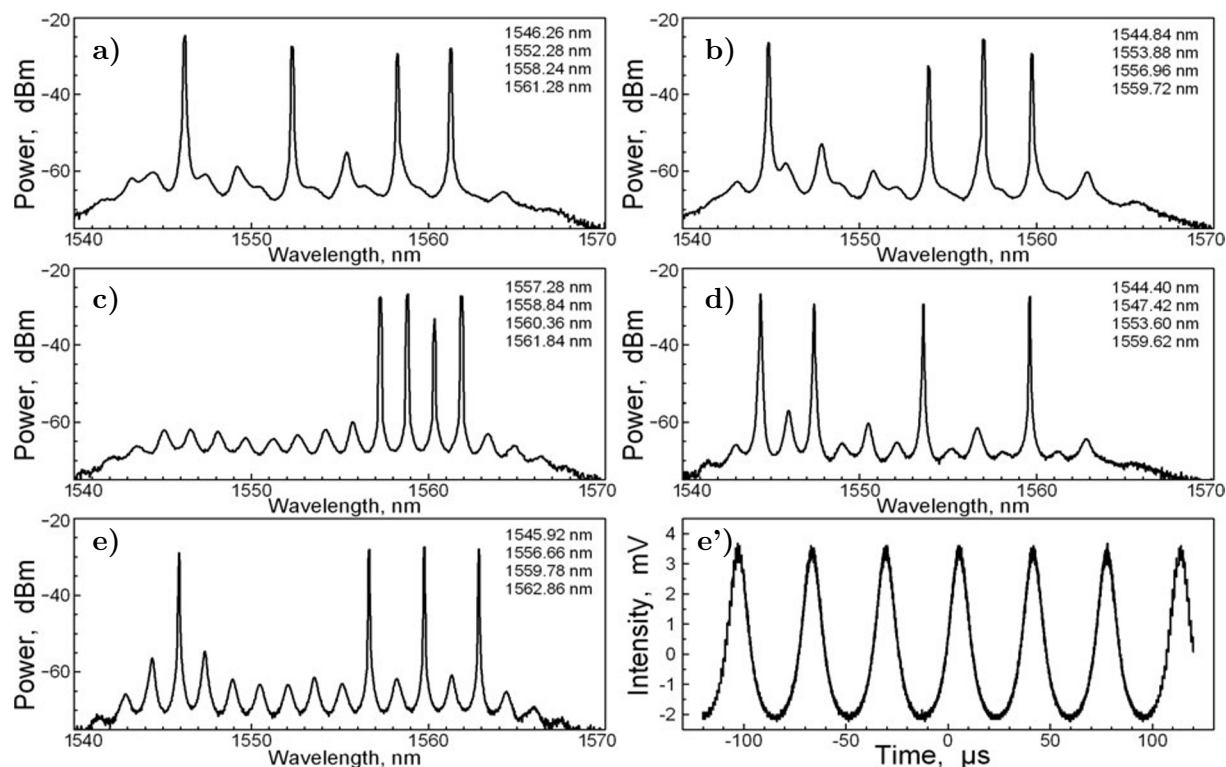 a)
1546.26 nm
1552.28 nm
1558.24 nm
1561.28 nm
−20
−40
−60
Power, dBm
1540 1550 1560 1570
Wavelength, nm
b)
1544.84 nm
1553.88 nm
1556.96 nm
1559.72 nm
−20
−40
−60
Power, dBm
1540 1550 1560 1570
Wavelength, nm
c)
1557.28 nm
1558.84 nm
1560.36 nm
1561.84 nm
−20
−40
−60
Power, dBm
1540 1550 1560 1570
Wavelength, nm
d)
1544.40 nm
1547.42 nm
1553.60 nm
1559.62 nm
−20
−40
−60
Power, dBm
1540 1550 1560 1570
Wavelength, nm
e)
1545.92 nm
1556.66 nm
1559.78 nm
1562.86 nm
−20
−40
−60
Power, dBm
1540 1550 1560 1570
Wavelength, nm
e')
4
3
2
1
0
-1
-2
Intensity, mV
-100 -50 0 50 100
Time, µs